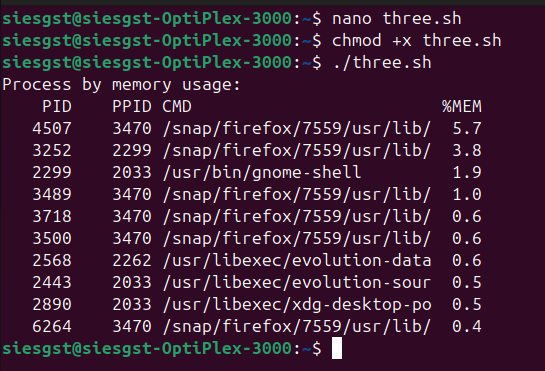 siesgst@siesgst-OptiPlex-3000:~$ nano three.sh
siesgst@siesgst-OptiPlex-3000:~$ chmod +x three.sh
siesgst@siesgst-OptiPlex-3000:~$ ./three.sh
Process by memory usage:
    PID    PPID CMD                         %MEM
   4507    3470 /snap/firefox/7559/usr/lib/  5.7
   3252    2299 /snap/firefox/7559/usr/lib/  3.8
   2299    2033 /usr/bin/gnome-shell         1.9
   3489    3470 /snap/firefox/7559/usr/lib/  1.0
   3718    3470 /snap/firefox/7559/usr/lib/  0.6
   3500    3470 /snap/firefox/7559/usr/lib/  0.6
   2568    2262 /usr/libexec/evolution-data  0.6
   2443    2033 /usr/libexec/evolution-sour  0.5
   2890    2033 /usr/libexec/xdg-desktop-po  0.5
   6264    3470 /snap/firefox/7559/usr/lib/  0.4
siesgst@siesgst-OptiPlex-3000:~$